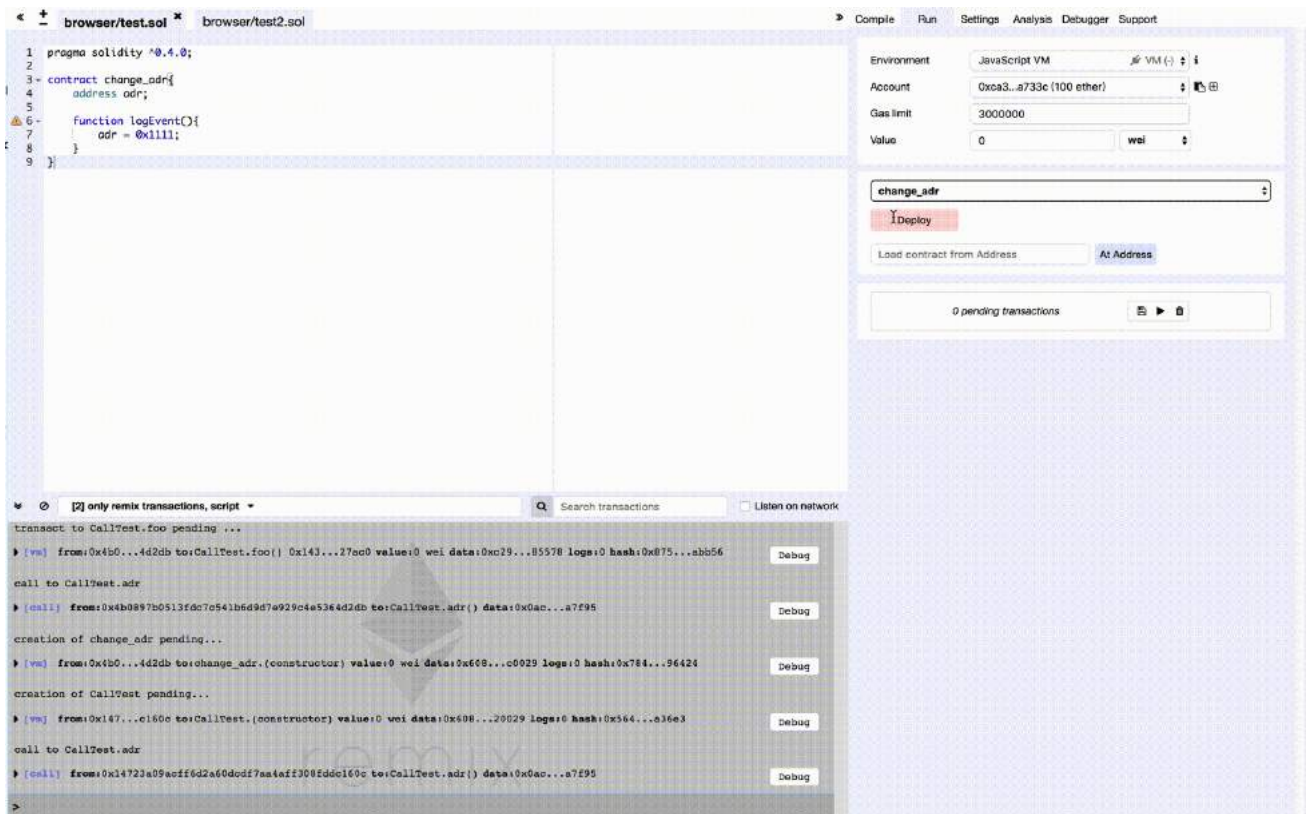 browser/test.sol browser/test2.sol
1 pragma solidity ^0.4.0;
2
3 contract change_adr{
4 address adr;
5
6 function logEvent(){
7 adr = 0x1111;
8 }
9 }
Compile Run Settings Analysis Debugger Support
Environment JavaScript VM VM (-) i
Account 0xca3...a733c (100 ether)
Gas limit 3000000
Value 0 wei
change_adr
Deploy
Load contract from Address At Address
0 pending transactions
[2] only remix transactions, script Search transactions Listen on network
transact to CallTest.foo pending ...
[vm] from:0x4b0...4d2db to:CallTest.foo() 0x143...27ac0 value:0 wei data:0xc29...85578 logs:0 hash:0x875...abb56 Debug
call to CallTest.adr
[call] from:0x4b0897b0513fdc7c541b6d9d7e929c4e5364d2db to:CallTest.adr() data:0x0ac...a7f95 Debug
creation of change_adr pending...
[vm] from:0x4b0...4d2db to:change_adr.(constructor) value:0 wei data:0x608...c0029 logs:0 hash:0x784...96424 Debug
creation of CallTest pending...
[vm] from:0x147...c160c to:CallTest.(constructor) value:0 wei data:0x608...20029 logs:0 hash:0x564...a36e3 Debug
call to CallTest.adr
[call] from:0x14723a09acff6d2a60dcdf7aa4aff308fddc160c to:CallTest.adr() data:0x0ac...a7f95 Debug
remix
>